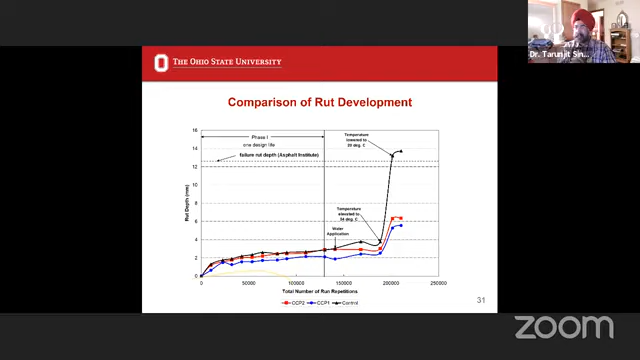 THE OHIO STATE UNIVERSITY
Dr. Tarunjit Sin...
Comparison of Rut Development
16
14
12
10
8
6
4
2
0
Rut Depth (mm)
Phase I
one design life
failure rut depth (Asphalt Institute)
Temperature
lowered to
Temperature
elevated to
54 deg. C
Water
Application
0
50000
100000
150000
200000
250000
Total Number of Run Repetitions
CCP2
CCP1
Control
31
zoom